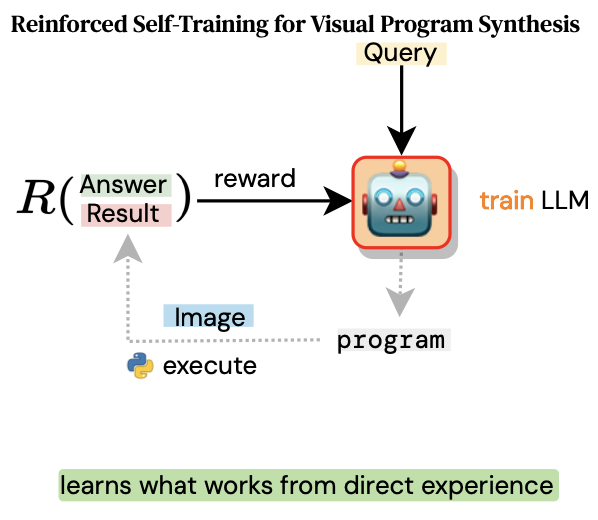 Reinforced Self-Training for Visual Program Synthesis
Query
R( Answer
Result )
reward
train LLM
Image
program
execute
learns what works from direct experience